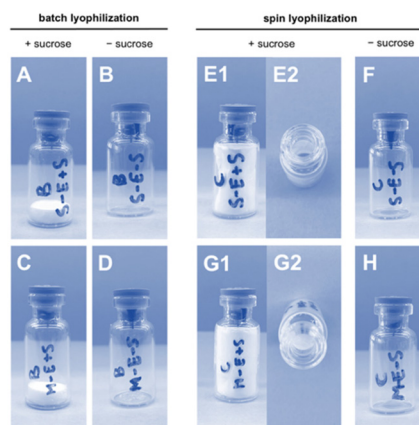 batch lyophilization
spin lyophilization
+ sucrose
− sucrose
+ sucrose
− sucrose
A
B
E1
E2
F
B
S-E+S
B
S-E-S
C
S-E+S
C
S-E-S
C
D
G1
G2
H
B
M-E+S
B
M-E-S
C
M-E+S
C
M-E-S